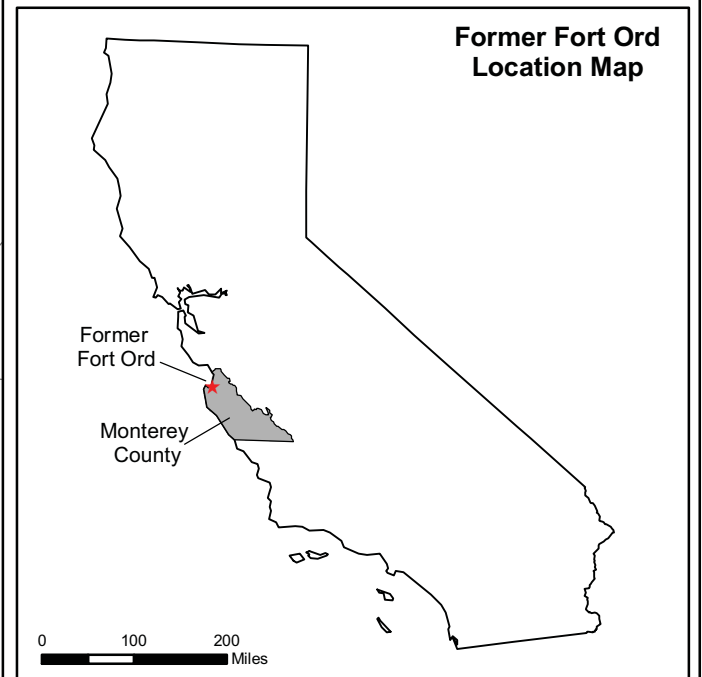 Former Fort Ord
Location Map
Former
Fort Ord
Monterey
County
0 100 200
Miles